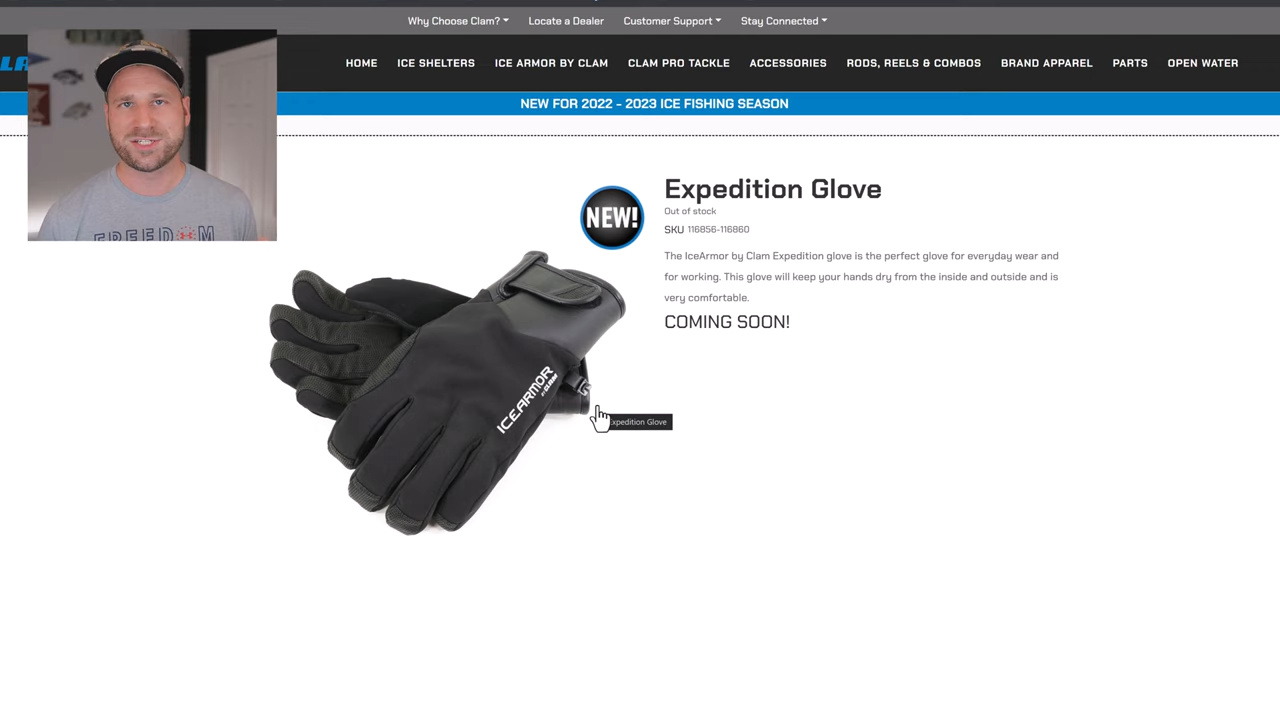 Why Choose Clam?
Locate a Dealer
Customer Support
Stay Connected
HOME
ICE SHELTERS
ICE ARMOR BY CLAM
CLAM PRO TACKLE
ACCESSORIES
RODS, REELS & COMBOS
BRAND APPAREL
PARTS
OPEN WATER
NEW FOR 2022 - 2023 ICE FISHING SEASON
NEW!
Expedition Glove
Out of stock
SKU 116856-116860
The IceArmor by Clam Expedition glove is the perfect glove for everyday wear and
for working. This glove will keep your hands dry from the inside and outside and is
very comfortable.
COMING SOON!
ICEARMOR
BY CLAM
xpedition Glove
FREEDOM